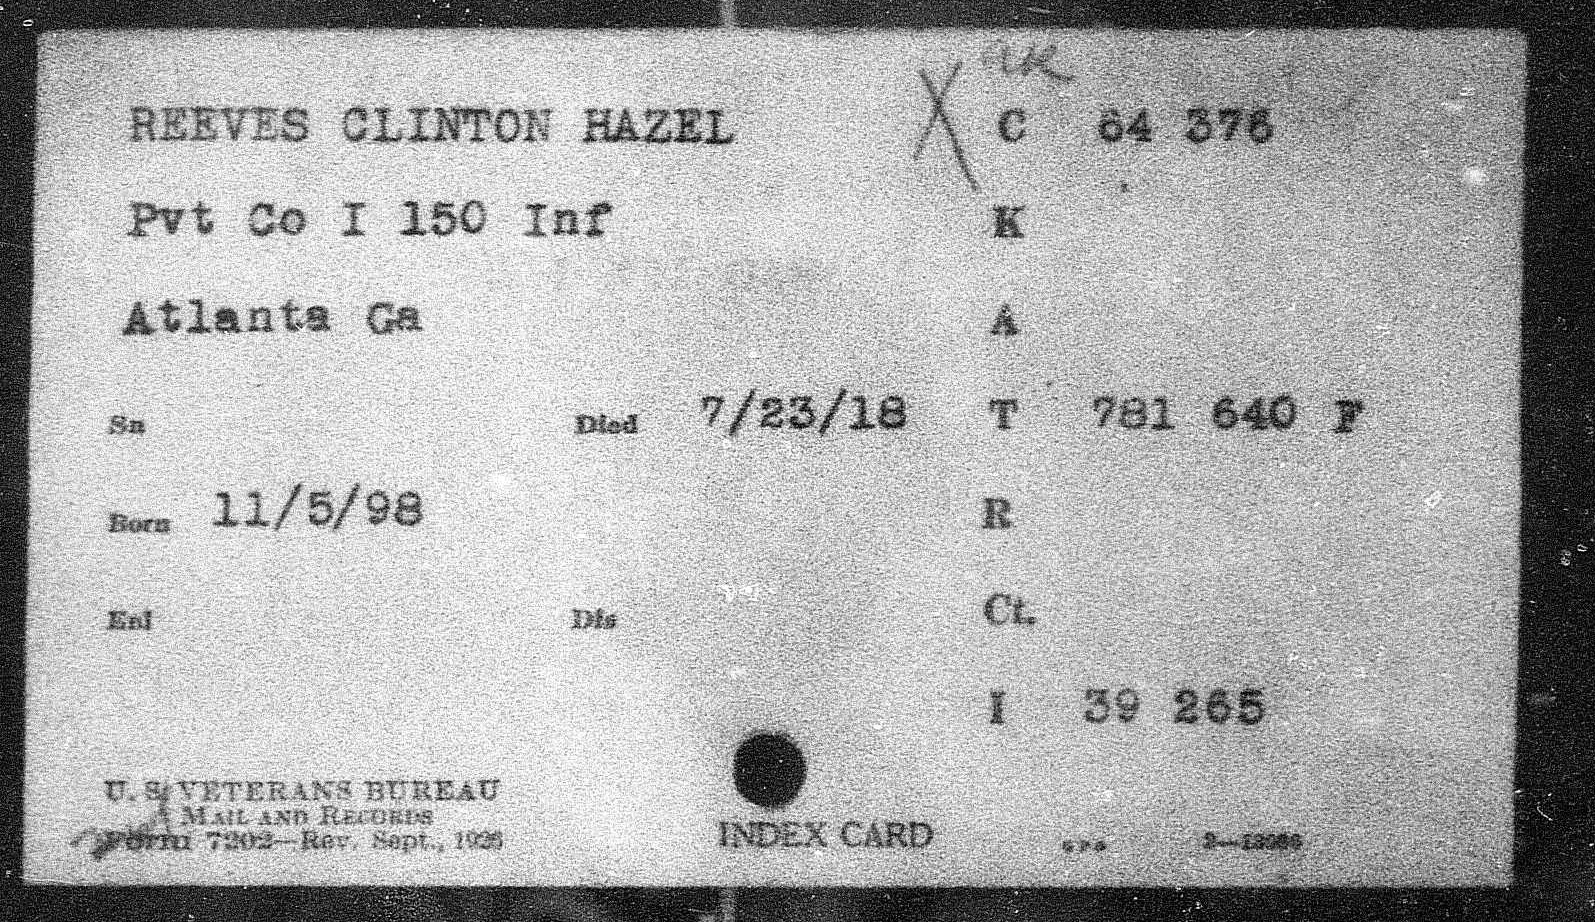 REEVES CLINTON HAZEL
C 64 376
Pvt Co I 150 Inf
K
Atlanta Ga
A
Sn
Died 7/23/18
T 781 640 F
Born 11/5/98
R
Enl
Dis
Ct.
I 39 265
U. S. VETERANS BUREAU
MAIL AND RECORDS
Form 7202—Rev. Sept., 1926
INDEX CARD
GPO